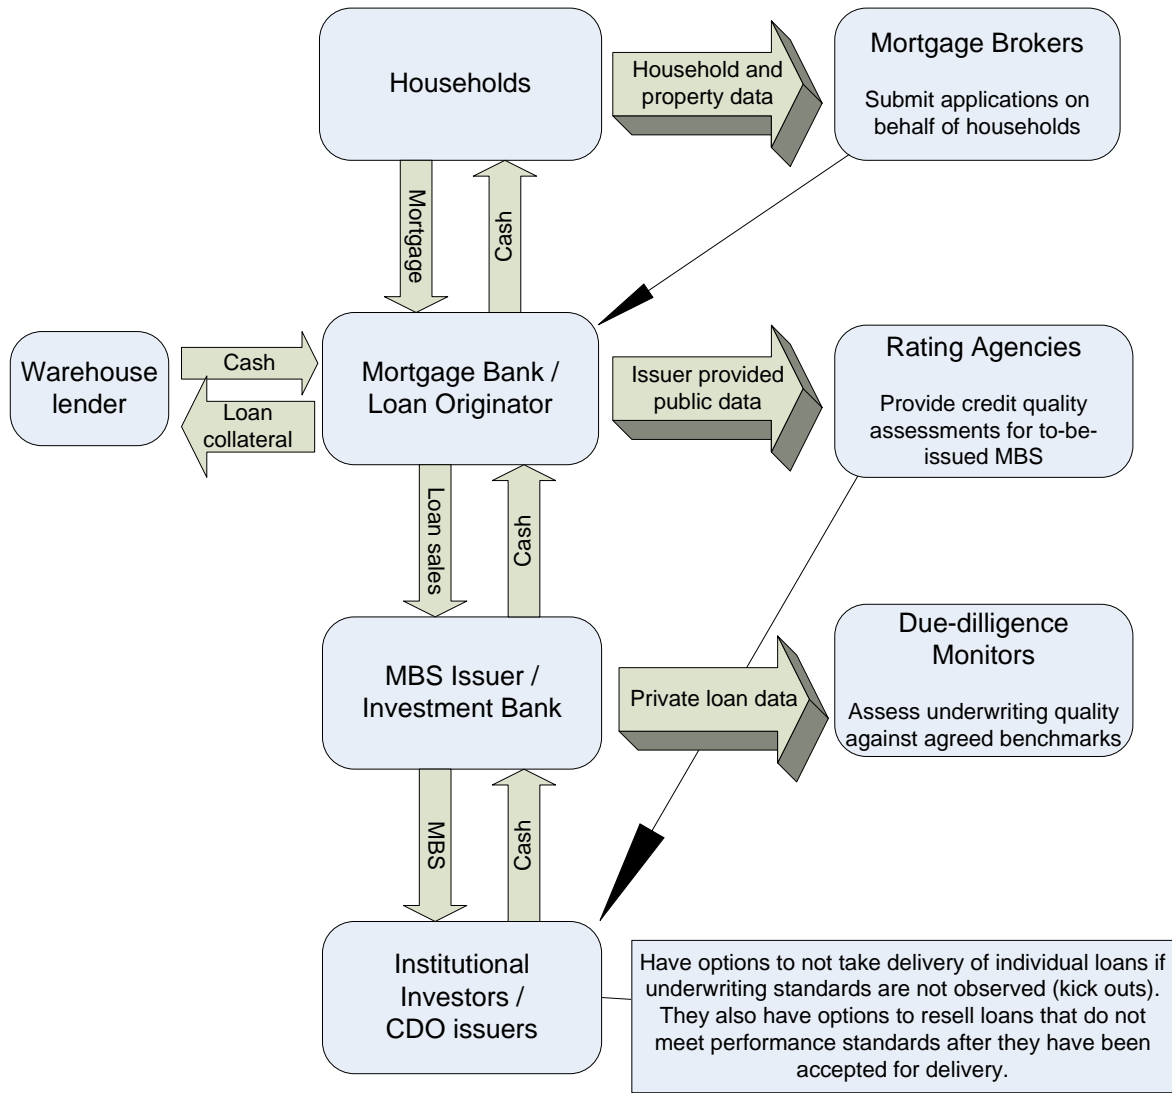 Households
Household and
property data
Mortgage Brokers
Submit applications on
behalf of households
Mortgage
Cash
Warehouse
lender
Cash
Loan
collateral
Mortgage Bank /
Loan Originator
Issuer provided
public data
Rating Agencies
Provide credit quality
assessments for to-be-
issued MBS
Loan sales
Cash
MBS Issuer /
Investment Bank
Private loan data
Due-dilligence
Monitors
Assess underwriting quality
against agreed benchmarks
MBS
Cash
Institutional
Investors /
CDO issuers
Have options to not take delivery of individual loans if
underwriting standards are not observed (kick outs).
They also have options to resell loans that do not
meet performance standards after they have been
accepted for delivery.